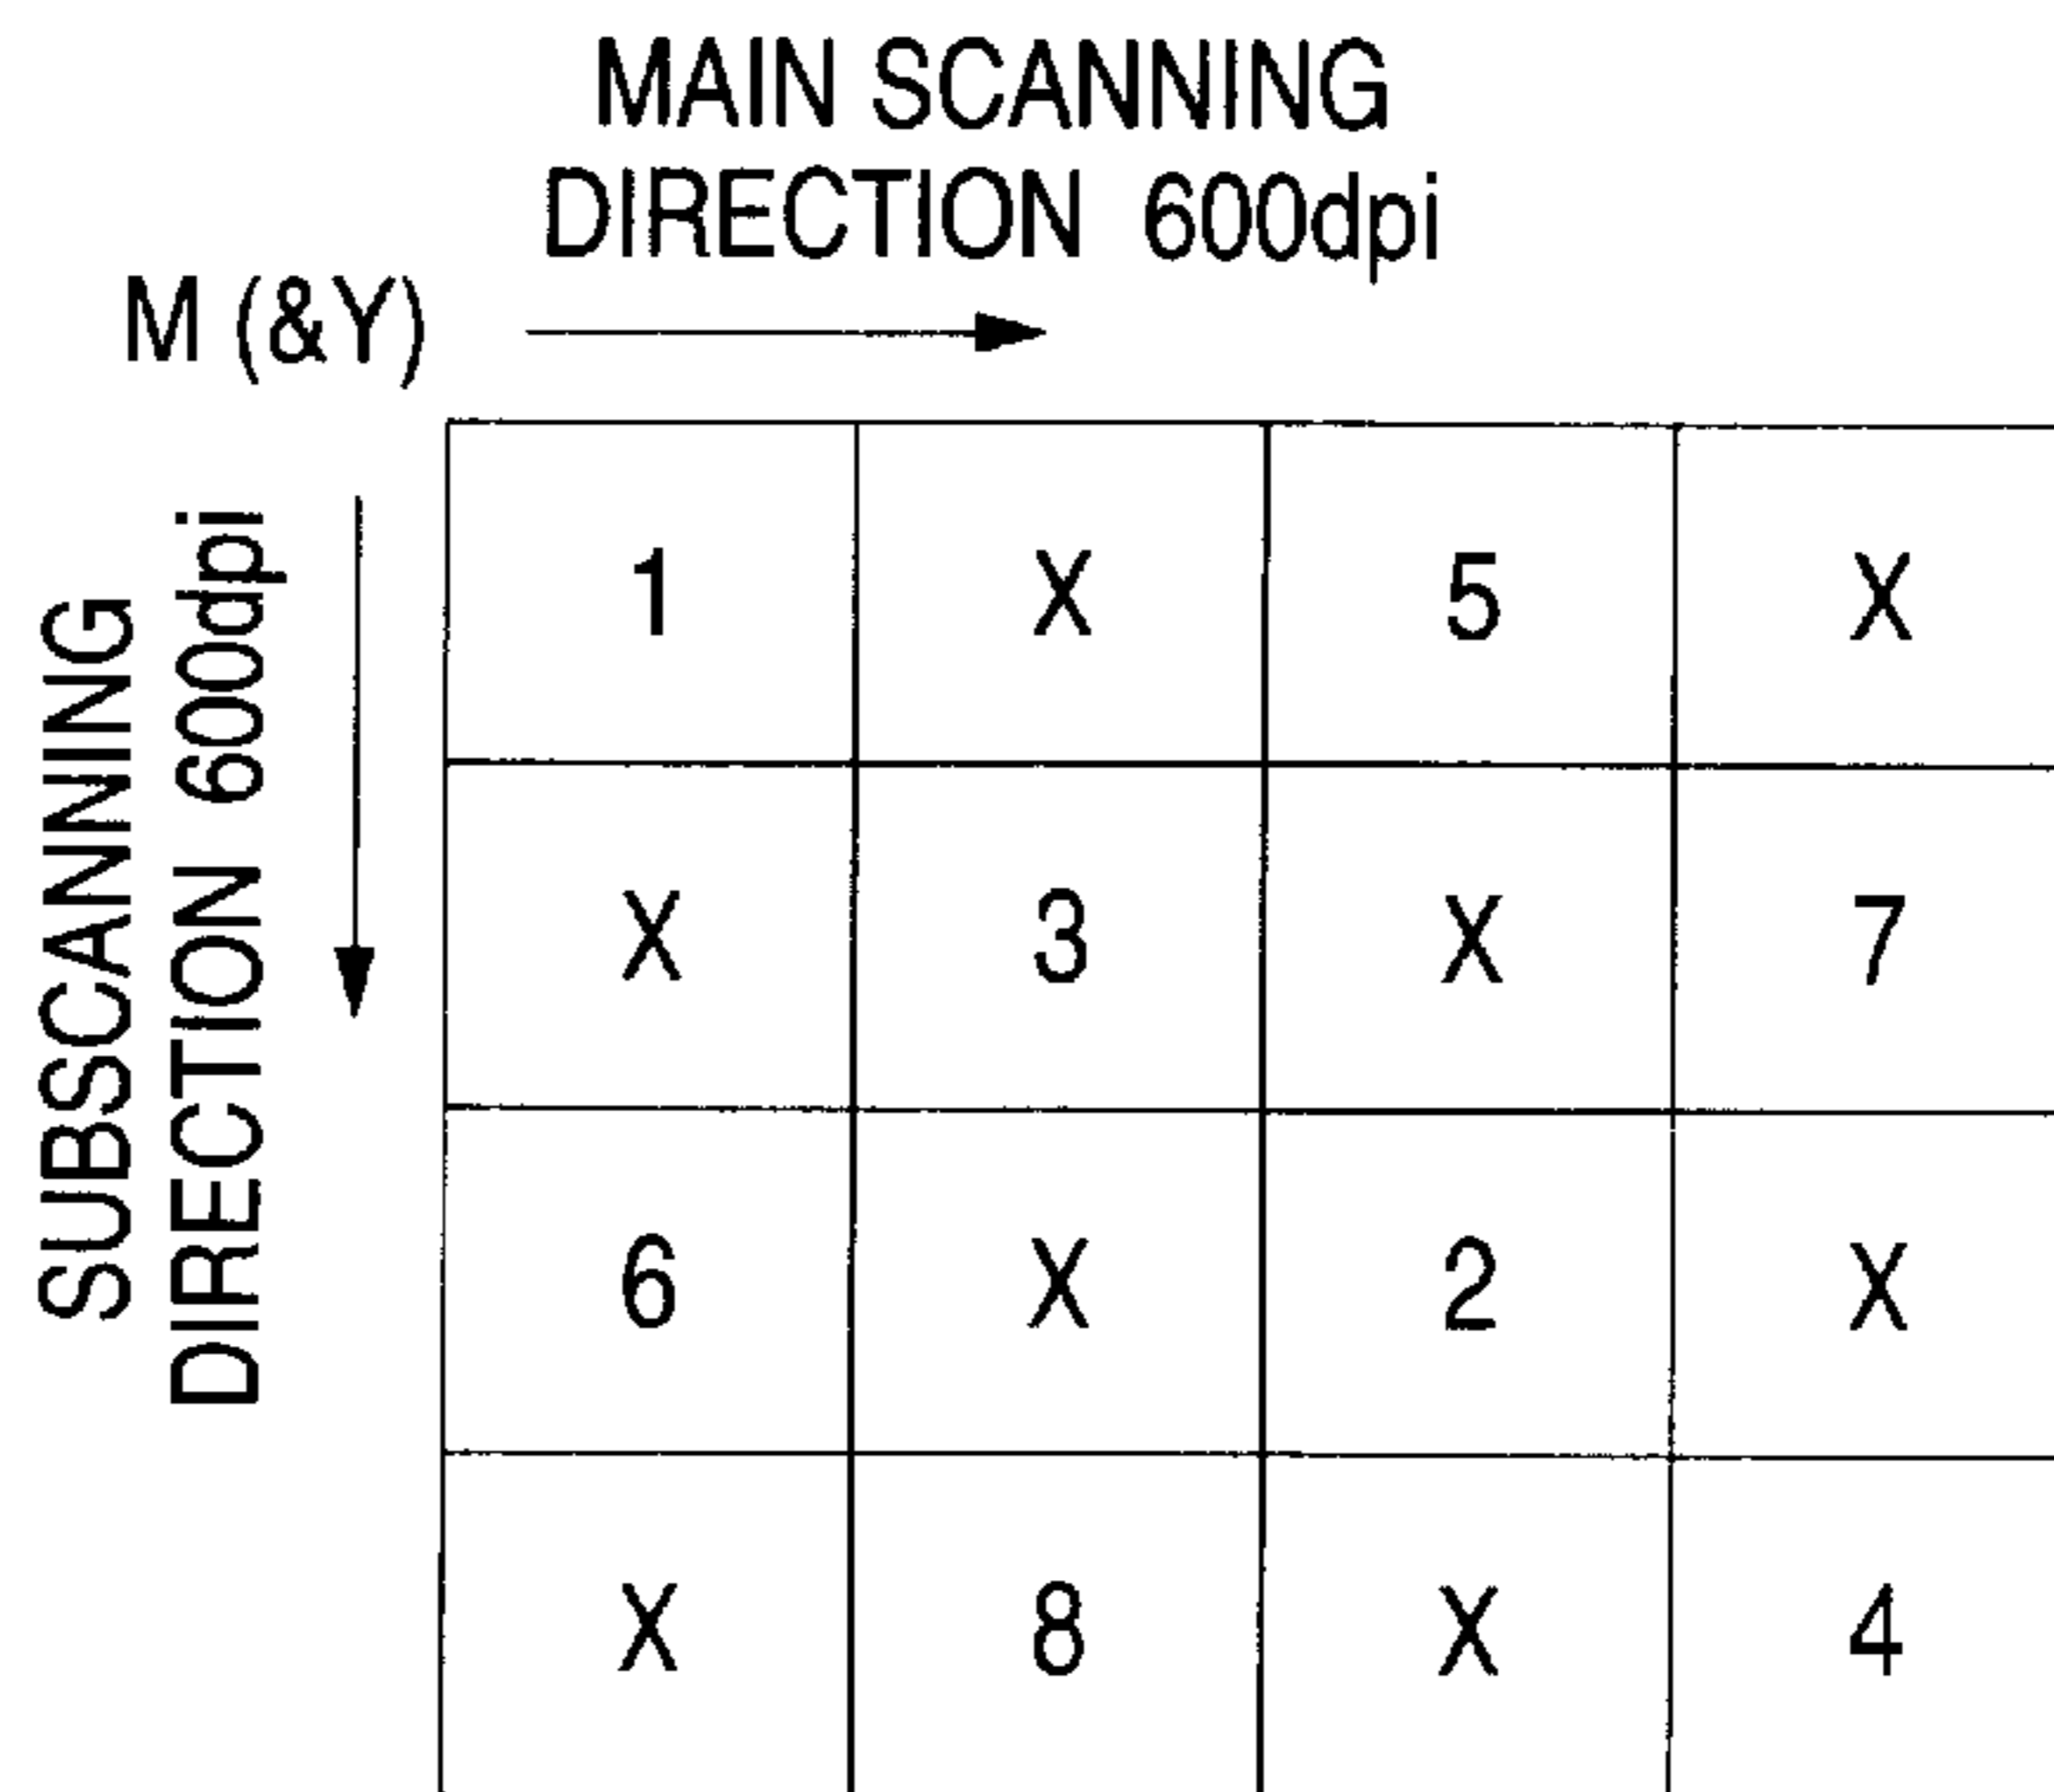 MAIN SCANNING
DIRECTION 600dpi
M (&Y)
SUBSCANNING
DIRECTION 600dpi
1 X 5 X
X 3 X 7
6 X 2 X
X 8 X 4